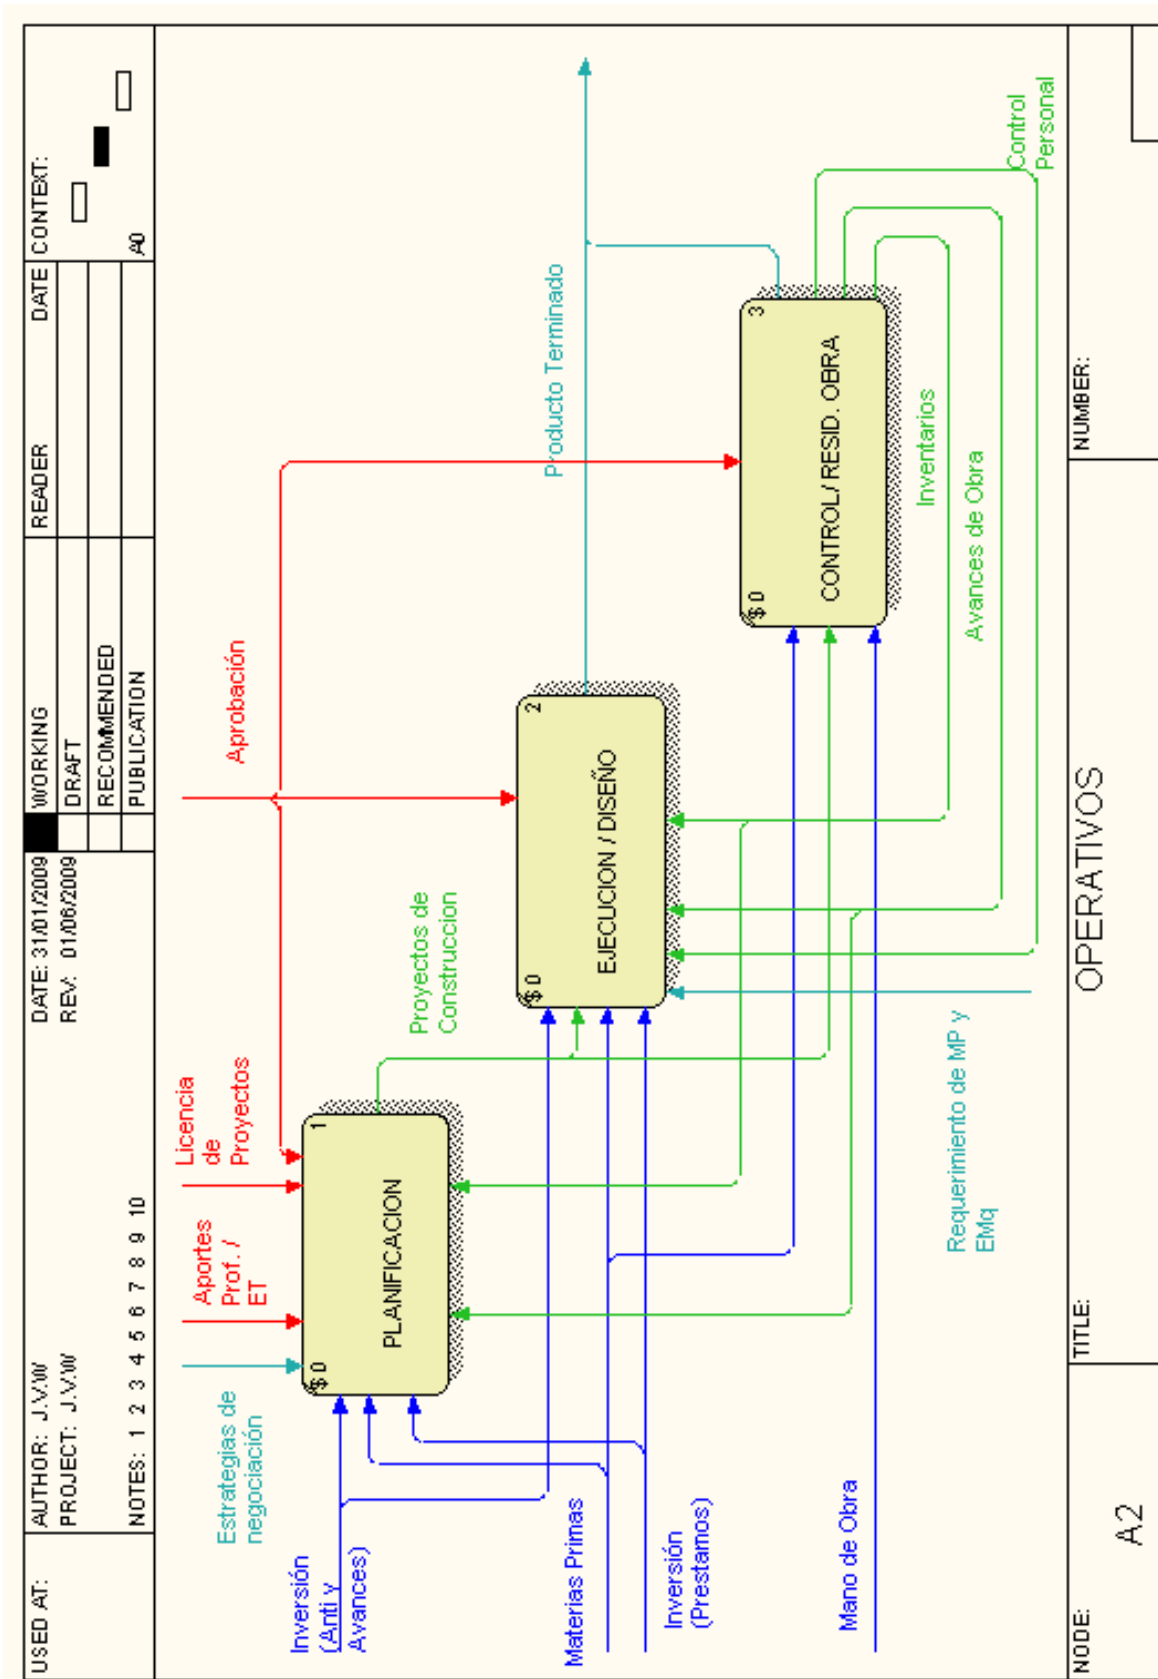 USED AT:
AUTHOR: J.V.W
PROJECT: J.V.W
NOTES: 1 2 3 4 5 6 7 8 9 10
DATE: 31/01/2009
REV: 01/06/2009
WORKING
DRAFT
RECOMMENDED
PUBLICATION
READER
DATE
CONTEXT:
A0
Estrategias de
negociación
Aportes
Prof. /
ET
Licencia
de
Proyectos
Aprobación
Inversión
(Anti y
Avances)
$ 0
1
PLANIFICACION
Proyectos de
Construccion
Producto Terminado
Materias Primas
$ 0
2
EJECUCION / DISEÑO
Inversión
(Prestamos)
$ 0
3
CONTROL / RESID. OBRA
Mano de Obra
Requerimiento de MP y
EMq
Inventarios
Avances de Obra
Control
Personal
NODE:
A2
TITLE:
OPERATIVOS
NUMBER: